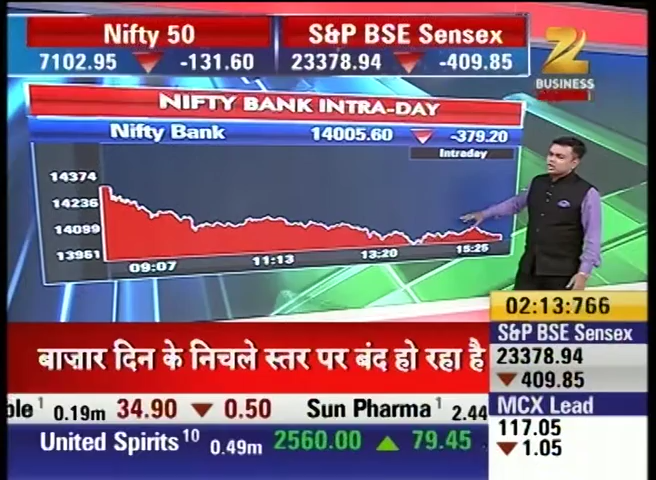 Nifty 50
S&P BSE Sensex
7102.95 -131.60
23378.94 -409.85
Z
BUSINESS
NIFTY BANK INTRA-DAY
Nifty Bank 14005.60 -379.20
Intraday
14374
14236
14099
13961
09:07 11:13 13:20 15:25
02:13:766
S&P BSE Sensex
23378.94
409.85
MCX Lead
117.05
1.05
बाज़ार दिन के निचले स्तर पर बंद हो रहा है
ble 1 0.19m 34.90 0.50 Sun Pharma 1 2.44
United Spirits 10 0.49m 2560.00 79.45